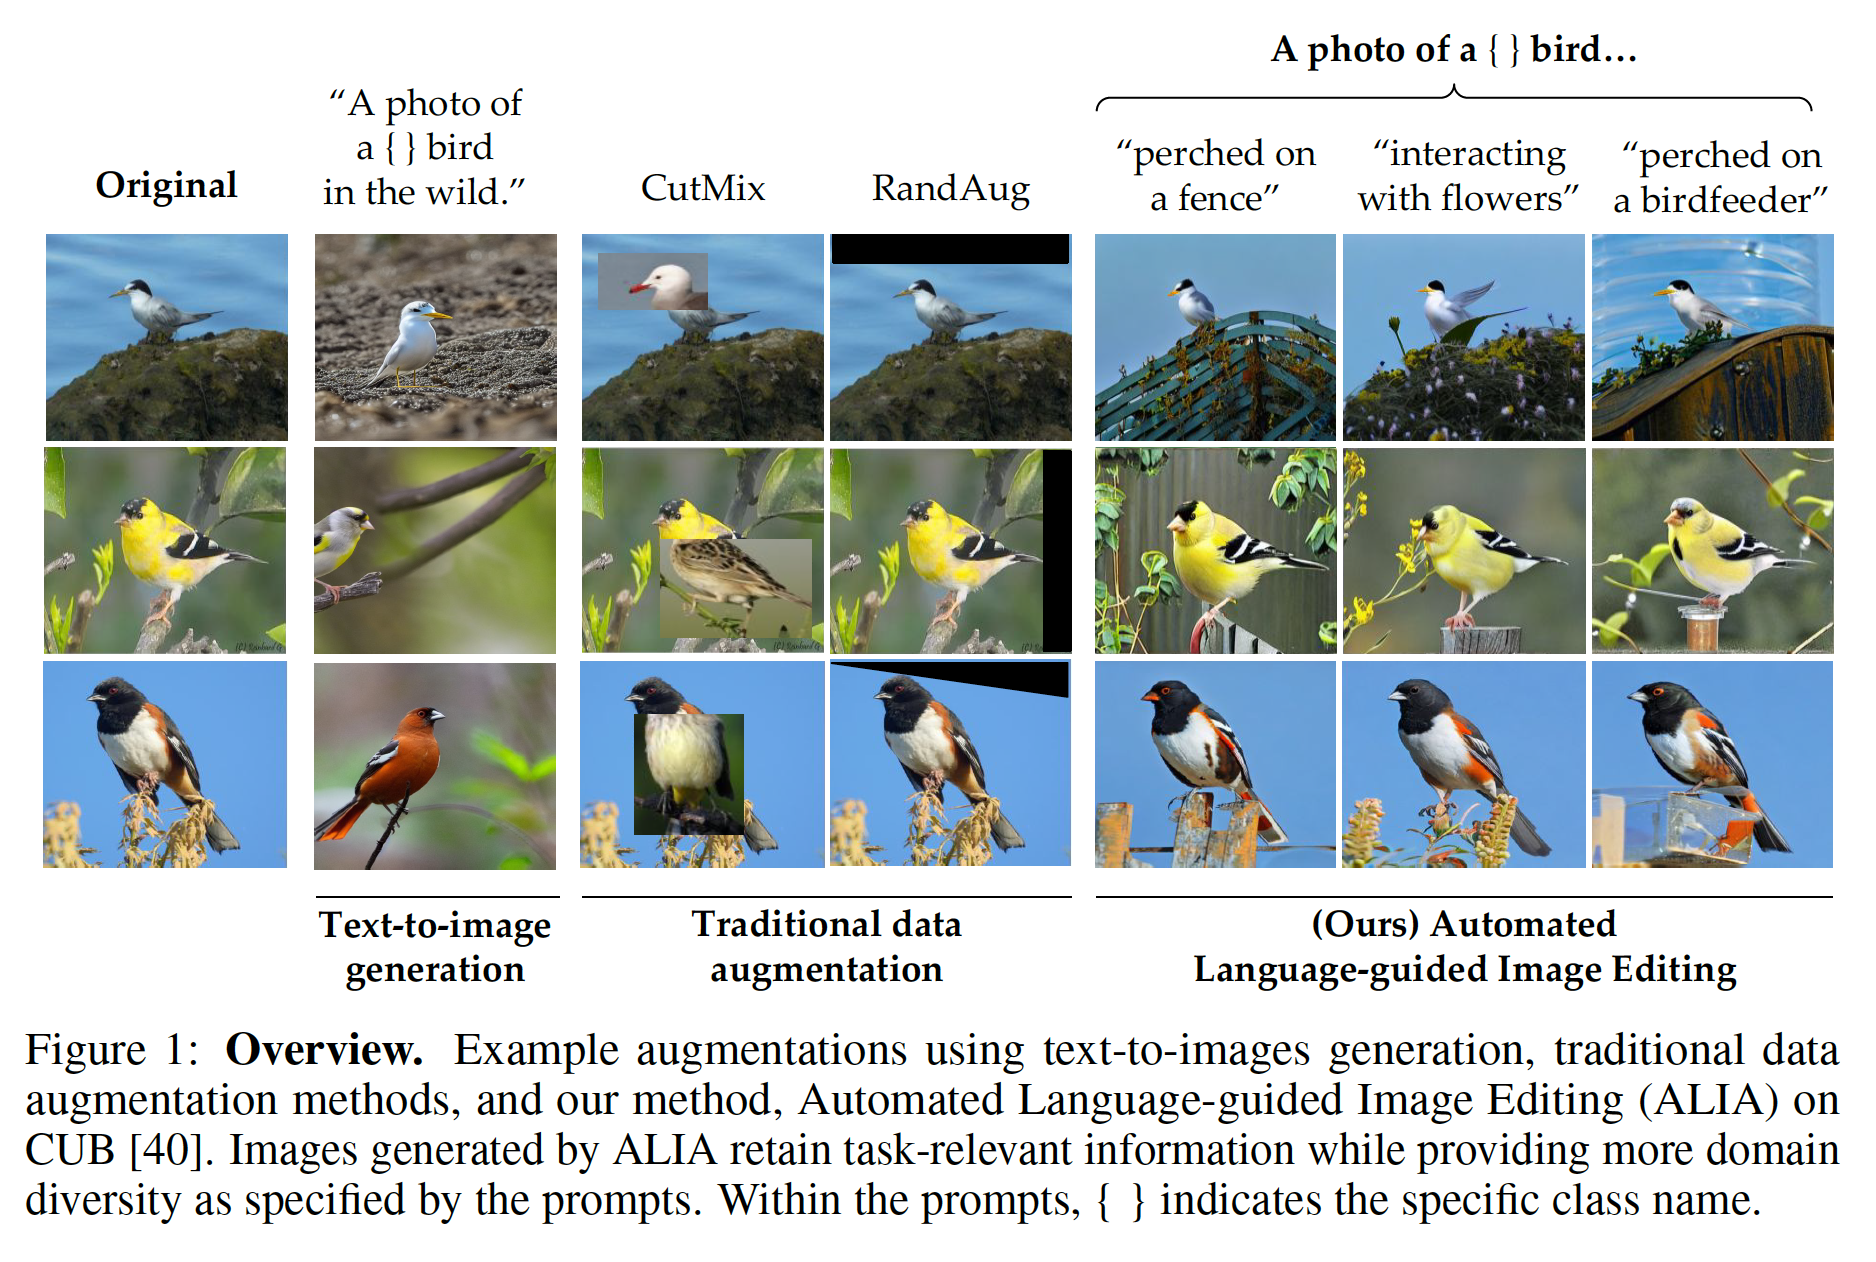 A photo of a { } bird...
"A photo of
a { } bird
in the wild."
Original
CutMix
RandAug
"perched on
a fence"
"interacting
with flowers"
"perched on
a birdfeeder"
Text-to-image
generation
Traditional data
augmentation
(Ours) Automated
Language-guided Image Editing
Figure 1: Overview. Example augmentations using text-to-images generation, traditional data
augmentation methods, and our method, Automated Language-guided Image Editing (ALIA) on
CUB [40]. Images generated by ALIA retain task-relevant information while providing more domain
diversity as specified by the prompts. Within the prompts, { } indicates the specific class name.